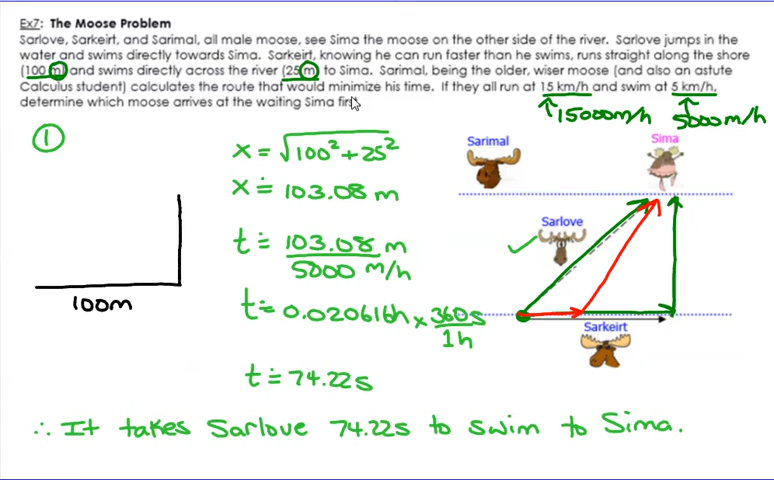 Ex7: The Moose Problem
Sarlove, Sarkeirt, and Sarimal, all male moose, see Sima the moose on the other side of the river. Sarlove jumps in the
water and swims directly towards Sima. Sarkeirt, knowing he can run faster than he swims, runs straight along the shore
(100 m) and swims directly across the river (25 m) to Sima. Sarimal, being the older, wiser moose (and also an astute
Calculus student) calculates the route that would minimize his time. If they all run at 15 km/h and swim at 5 km/h,
determine which moose arrives at the waiting Sima first.
15000m/h 5000m/h
①
x = √100² + 25²
x ≐ 103.08 m
t ≐ 103.08 m
5000 m/h
t ≐ 0.020616h × 360s
1h
t ≐ 74.22s
100m
Sarimal
Sima
Sarlove
Sarkeirt
∴ It takes Sarlove 74.22s to swim to Sima.